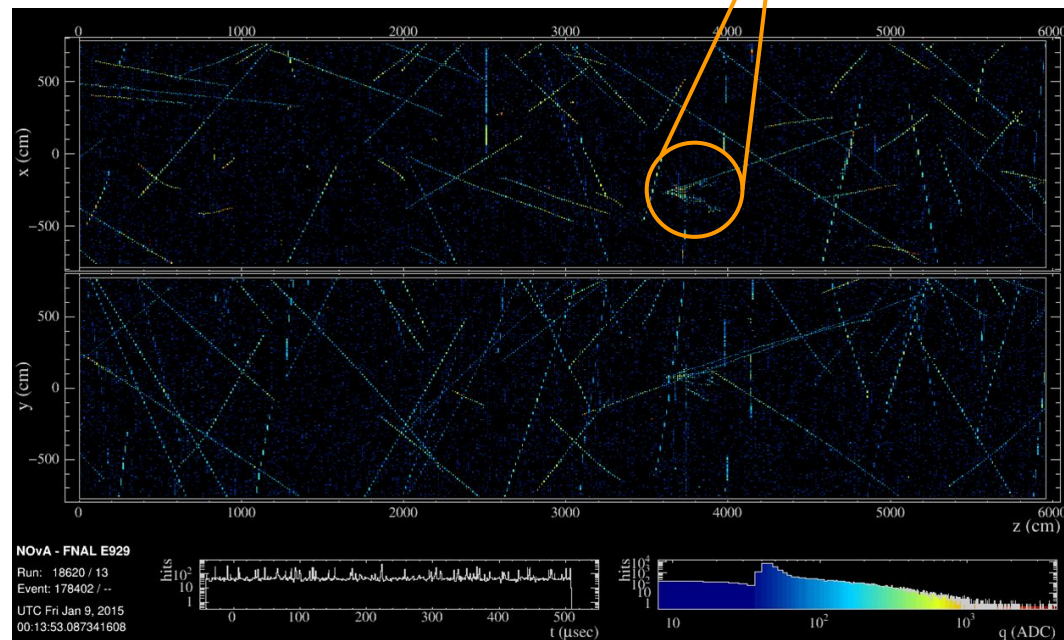 0 1000 2000 3000 4000 5000 6000
x (cm)
500
0
−500
y (cm)
500
0
−500
0 1000 2000 3000 4000 5000 6000
z (cm)
NOvA - FNAL E929
Run: 18620 / 13
Event: 178402 / --
UTC Fri Jan 9, 2015
00:13:53.087341608
hits
10²
10
1
0 100 200 300 400 500
t (μsec)
hits
10⁴
10³
10²
10
1
10 10² 10³
q (ADC)